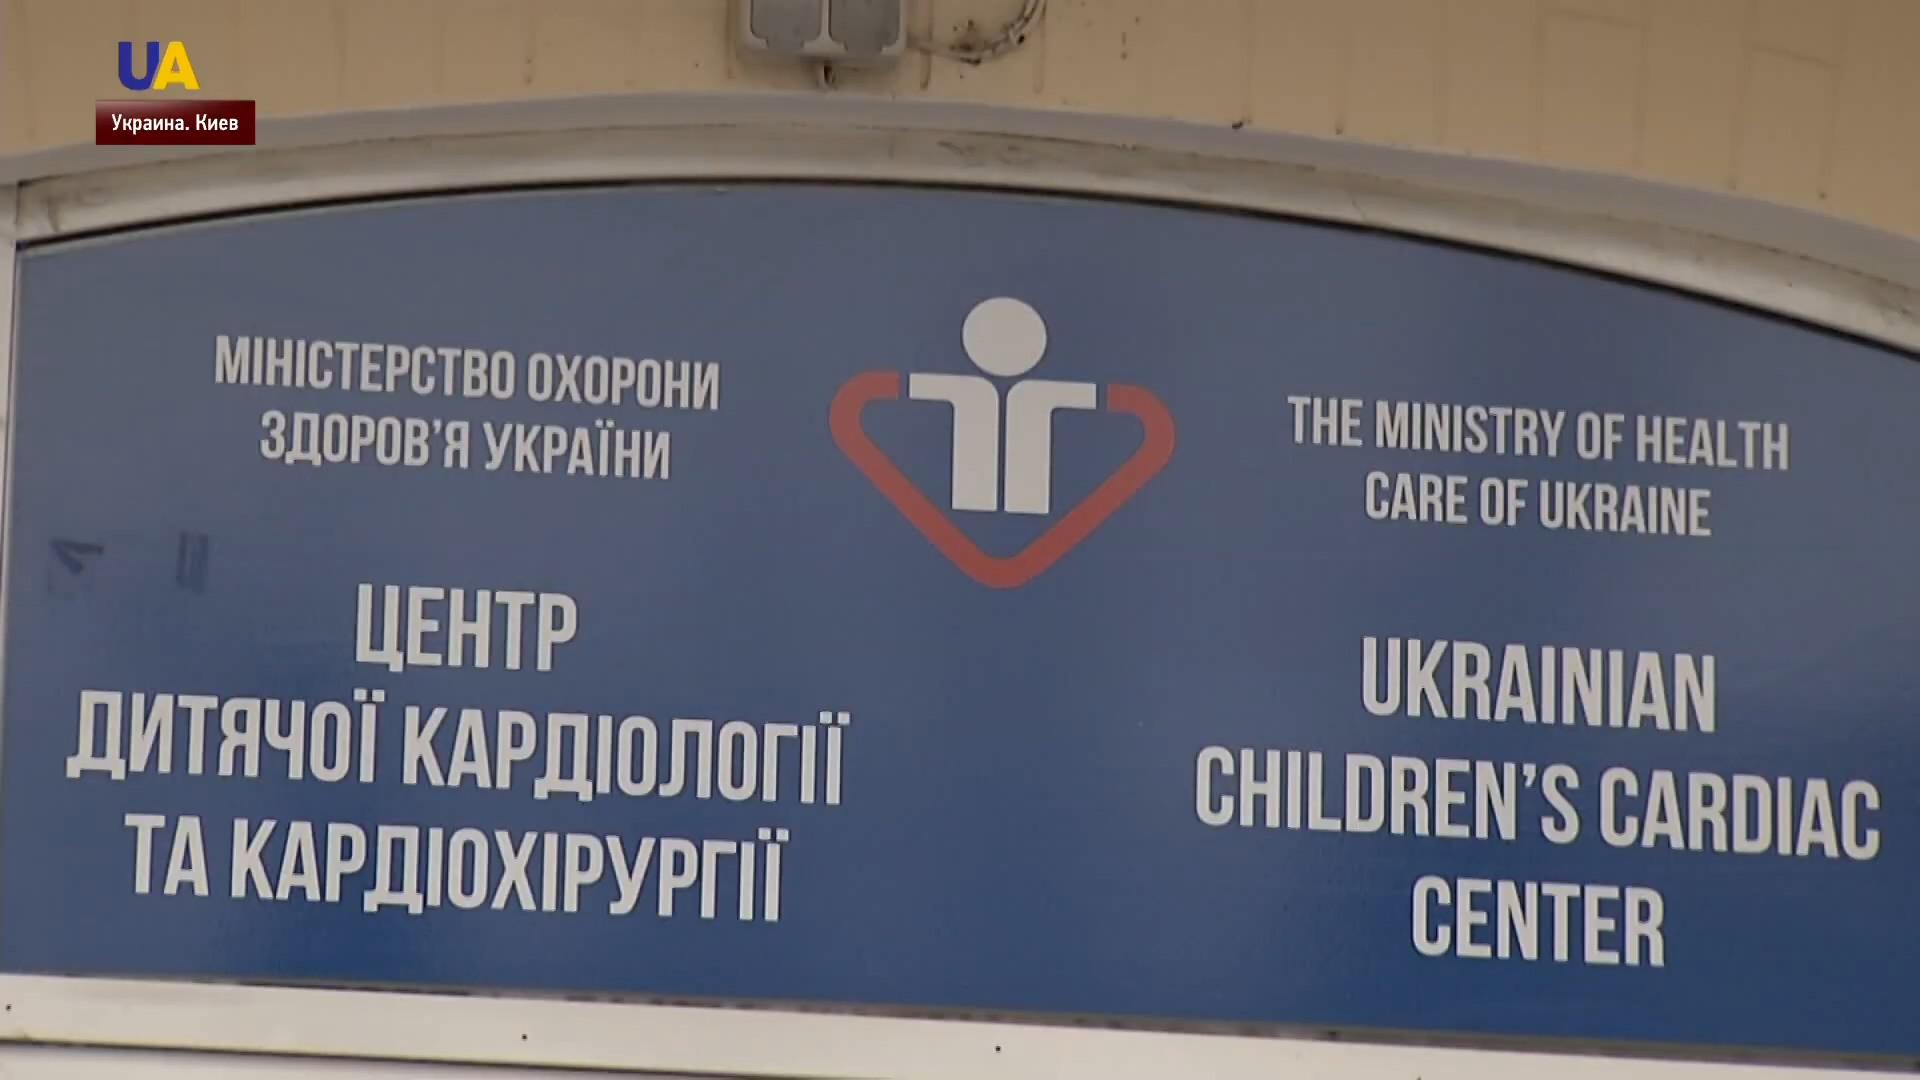 UA
Украина. Киев
МІНІСТЕРСТВО ОХОРОНИ
ЗДОРОВ’Я УКРАЇНИ
ЦЕНТР
ДИТЯЧОЇ КАРДІОЛОГІЇ
ТА КАРДІОХІРУРГІЇ
THE MINISTRY OF HEALTH
CARE OF UKRAINE
UKRAINIAN
CHILDREN’S CARDIAC
CENTER